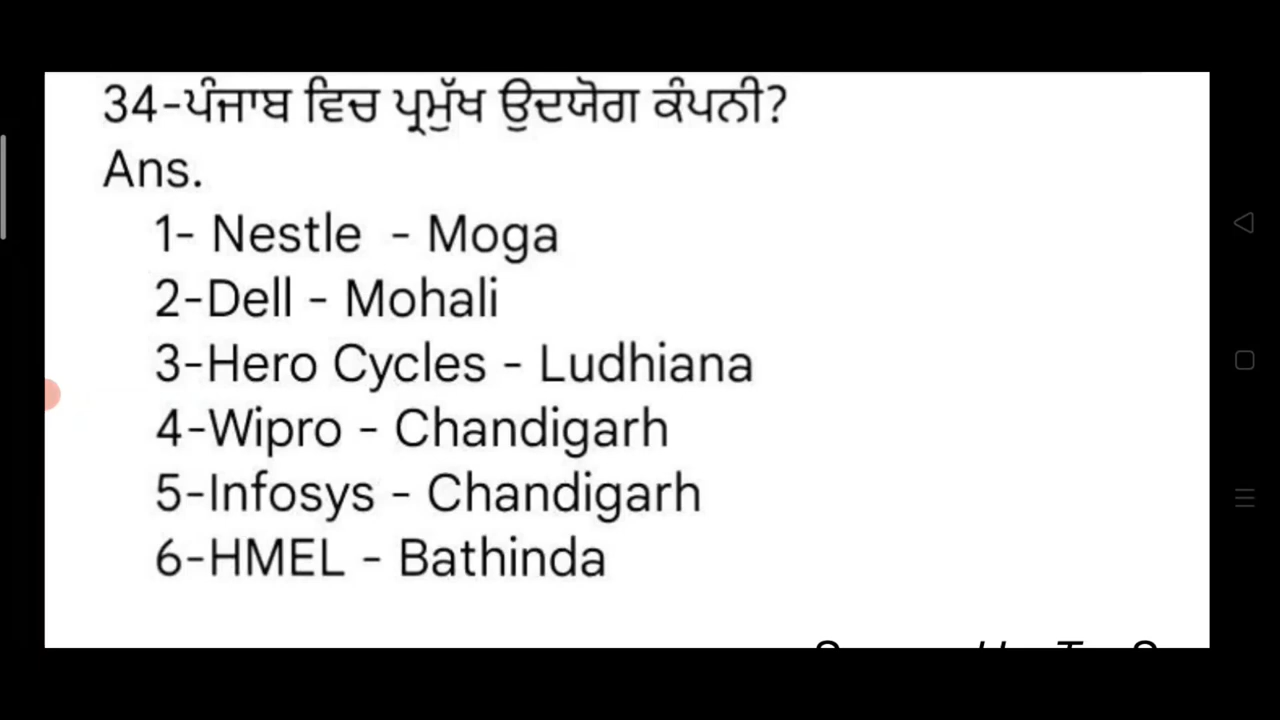 34-ਪੰਜਾਬ ਵਿਚ ਪ੍ਰਮੁੱਖ ਉਦਯੋਗ ਕੰਪਨੀ?
Ans.
1- Nestle - Moga
2-Dell - Mohali
3-Hero Cycles - Ludhiana
4-Wipro - Chandigarh
5-Infosys - Chandigarh
6-HMEL - Bathinda